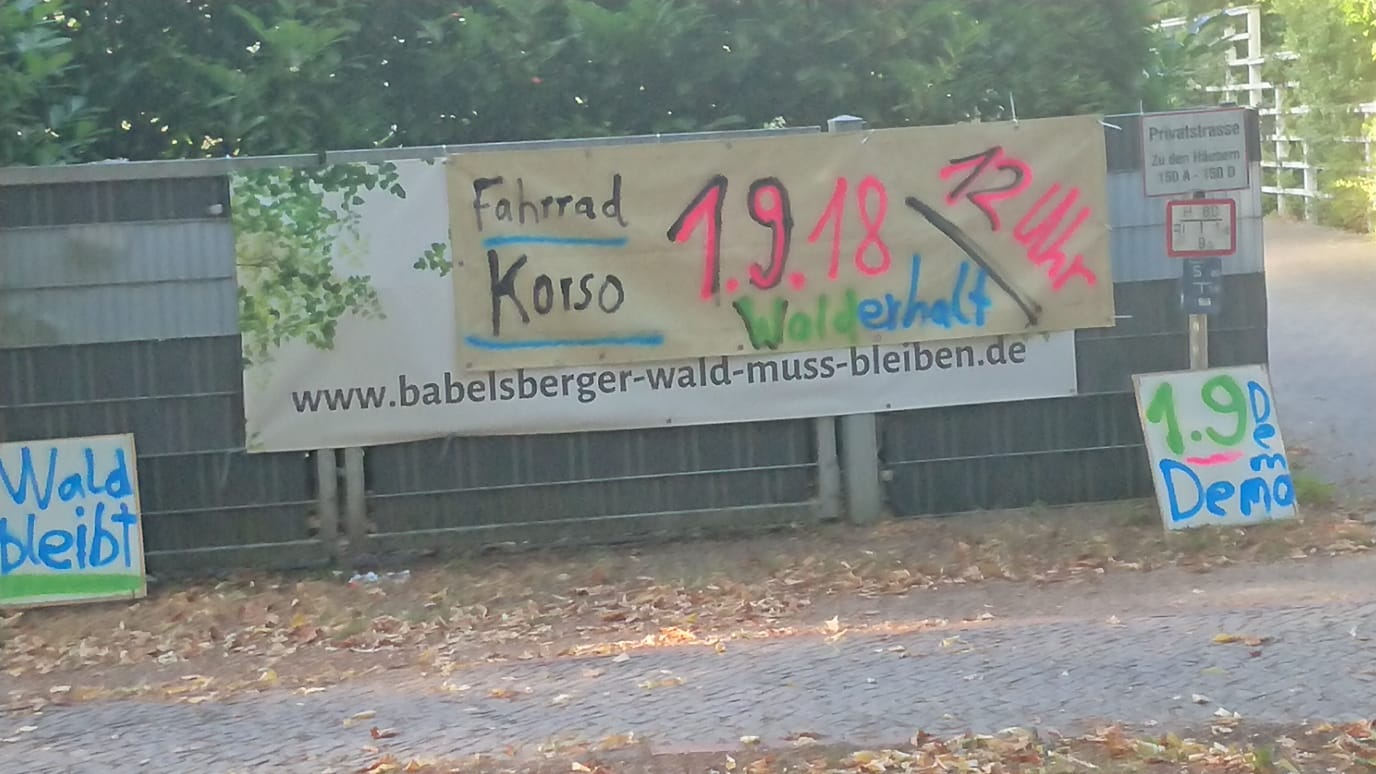 Fahrrad
Korso
1.9.18
12 Uhr
Walderhalt
www.babelsberger-wald-muss-bleiben.de
Wald
bleibt
Privatstrasse
Zu den Häusern
150 A - 150 D
1.9
Demo
Demo